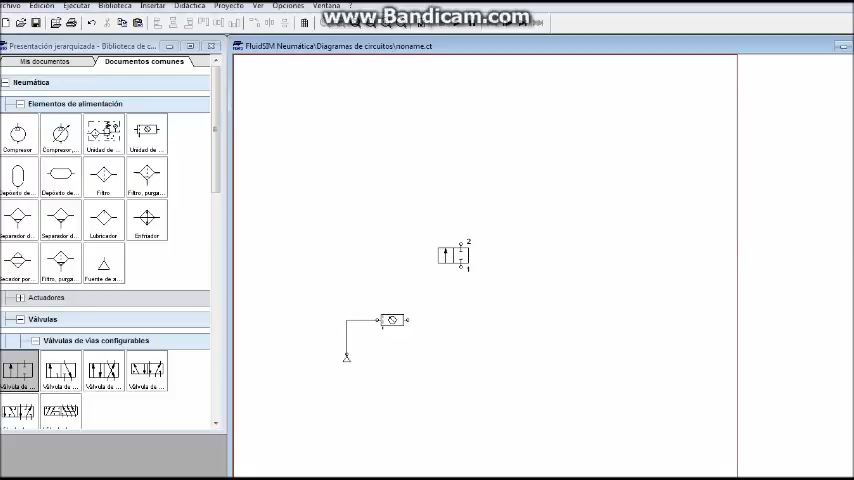 www.Bandicam.com
Archivo Edición Ejecutar Biblioteca Insertar Didáctica Proyecto Ver Opciones Ventana ?
Presentación jerarquizada - Biblioteca de c...
FluidSIM Neumática\Diagramas de circuitos\noname.ct
Mis documentos
Documentos comunes
Neumática
Elementos de alimentación
Compresor
Compresor,...
Unidad de ...
Unidad de ...
Depósito de...
Depósito de...
Filtro
Filtro, purga...
Separador d...
Separador d...
Lubricador
Enfriador
Secador por...
Filtro, purga...
Fuente de a...
Actuadores
Válvulas
Válvulas de vías configurables
Válvula de ...
Válvula de ...
Válvula de ...
Válvula de ...
2
1